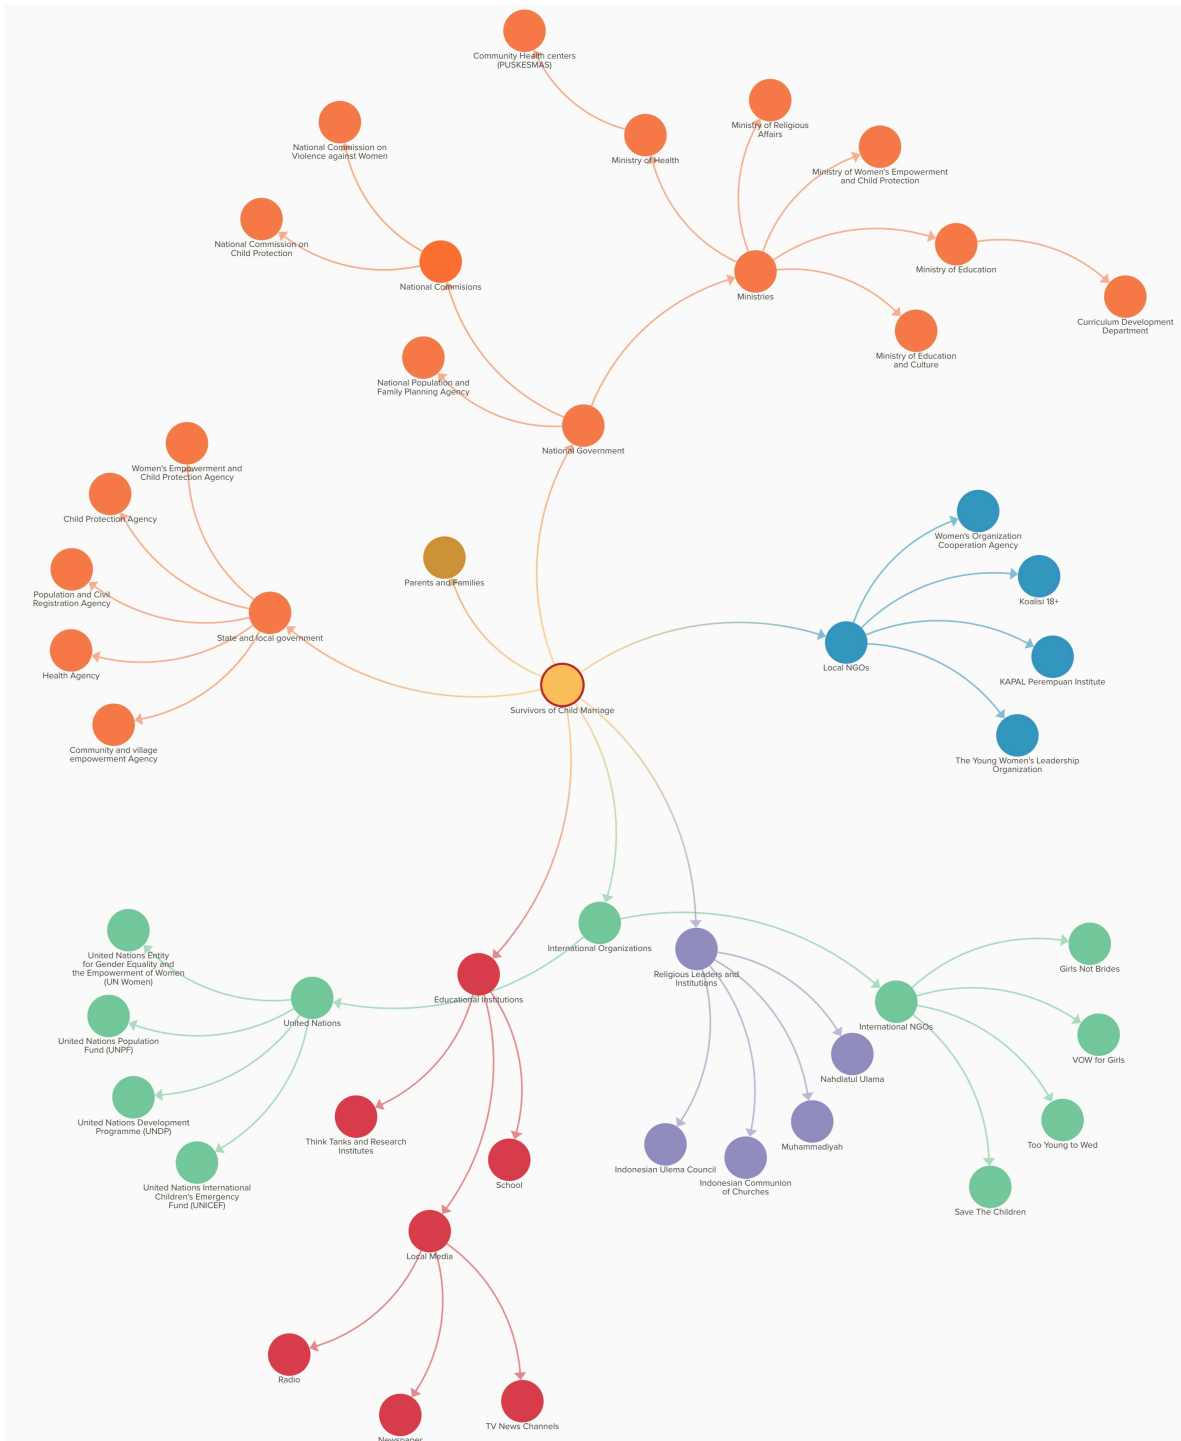 Community Health centers
(PUSKESMAS)
Ministry of Religious
Affairs
National Commission on
Violence against Women
Ministry of Health
Ministry of Women's Empowerment
and Child Protection
National Commission on
Child Protection
Ministry of Education
National Commisions
Ministries
Curriculum Development
Department
Ministry of Education
and Culture
National Population and
Family Planning Agency
National Government
Women's Empowerment and
Child Protection Agency
Child Protection Agency
Women's Organization
Cooperation Agency
Parents and Families
Population and Civil
Registration Agency
Koalisi 18+
State and local government
Local NGOs
Health Agency
KAPAL Perempuan Institute
Survivors of Child Marriage
Community and village
empowerment Agency
The Young Women's Leadership
Organization
United Nations Entity
for Gender Equality and
the Empowerment of Women
(UN Women)
International Organizations
Religious Leaders and
Institutions
Girls Not Brides
Educational Institutions
United Nations
International NGOs
United Nations Population
Fund (UNPF)
VOW for Girls
Nahdlatul Ulama
United Nations Development
Programme (UNDP)
Think Tanks and Research
Institutes
Muhammadiyah
Too Young to Wed
School
Indonesian Ulema Council
Indonesian Communion
of Churches
United Nations International
Children's Emergency
Fund (UNICEF)
Save The Children
Local Media
Radio
TV News Channels
Newspaper